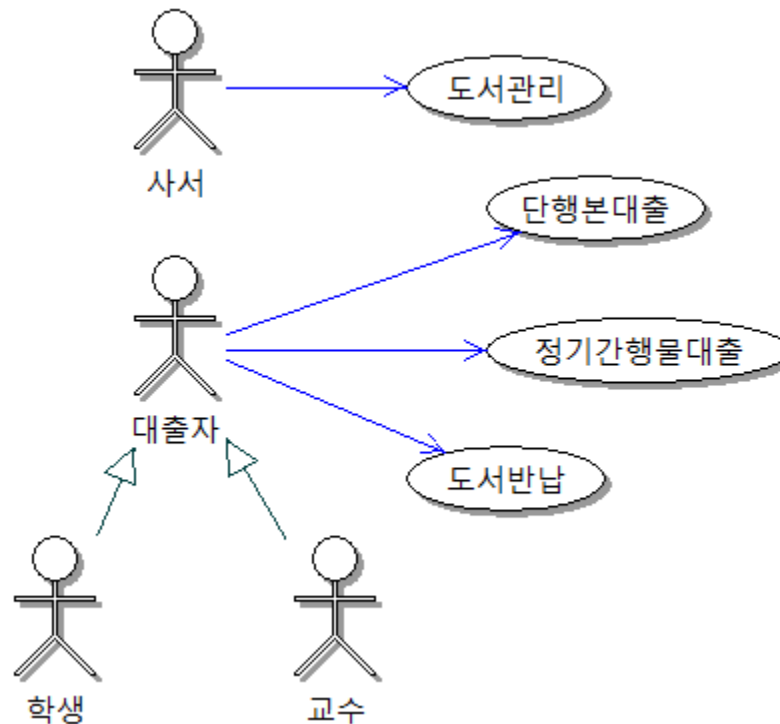 도서관리
사서
단행본대출
정기간행물대출
대출자
도서반납
학생
교수